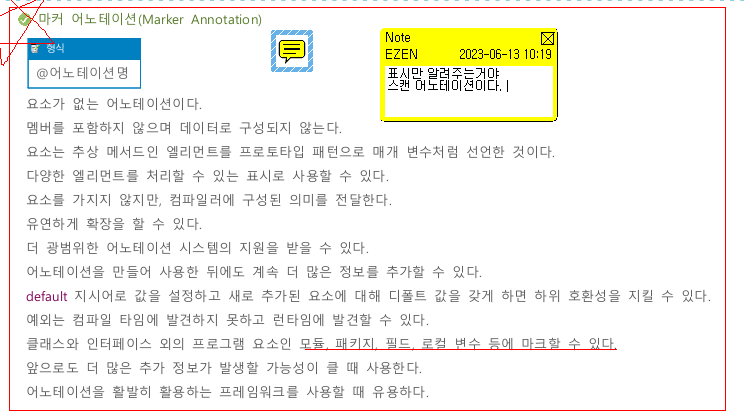 마커 어노테이션(Marker Annotation)
형식
@어노테이션명
Note
EZEN 2023-06-13 10:19
표시만 알려주는거야
스캔 어노테이션이다.
요소가 없는 어노테이션이다.
멤버를 포함하지 않으며 데이터로 구성되지 않는다.
요소는 추상 메서드인 엘리먼트를 프로토타입 패턴으로 매개 변수처럼 선언한 것이다.
다양한 엘리먼트를 처리할 수 있는 표시로 사용할 수 있다.
요소를 가지지 않지만, 컴파일러에 구성된 의미를 전달한다.
유연하게 확장을 할 수 있다.
더 광범위한 어노테이션 시스템의 지원을 받을 수 있다.
어노테이션을 만들어 사용한 뒤에도 계속 더 많은 정보를 추가할 수 있다.
default 지시어로 값을 설정하고 새로 추가된 요소에 대해 디폴트 값을 갖게 하면 하위 호환성을 지킬 수 있다.
예외는 컴파일 타임에 발견하지 못하고 런타임에 발견할 수 있다.
클래스와 인터페이스 외의 프로그램 요소인 모듈, 패키지, 필드, 로컬 변수 등에 마크할 수 있다.
앞으로도 더 많은 추가 정보가 발생할 가능성이 클 때 사용한다.
어노테이션을 활발히 활용하는 프레임워크를 사용할 때 유용하다.